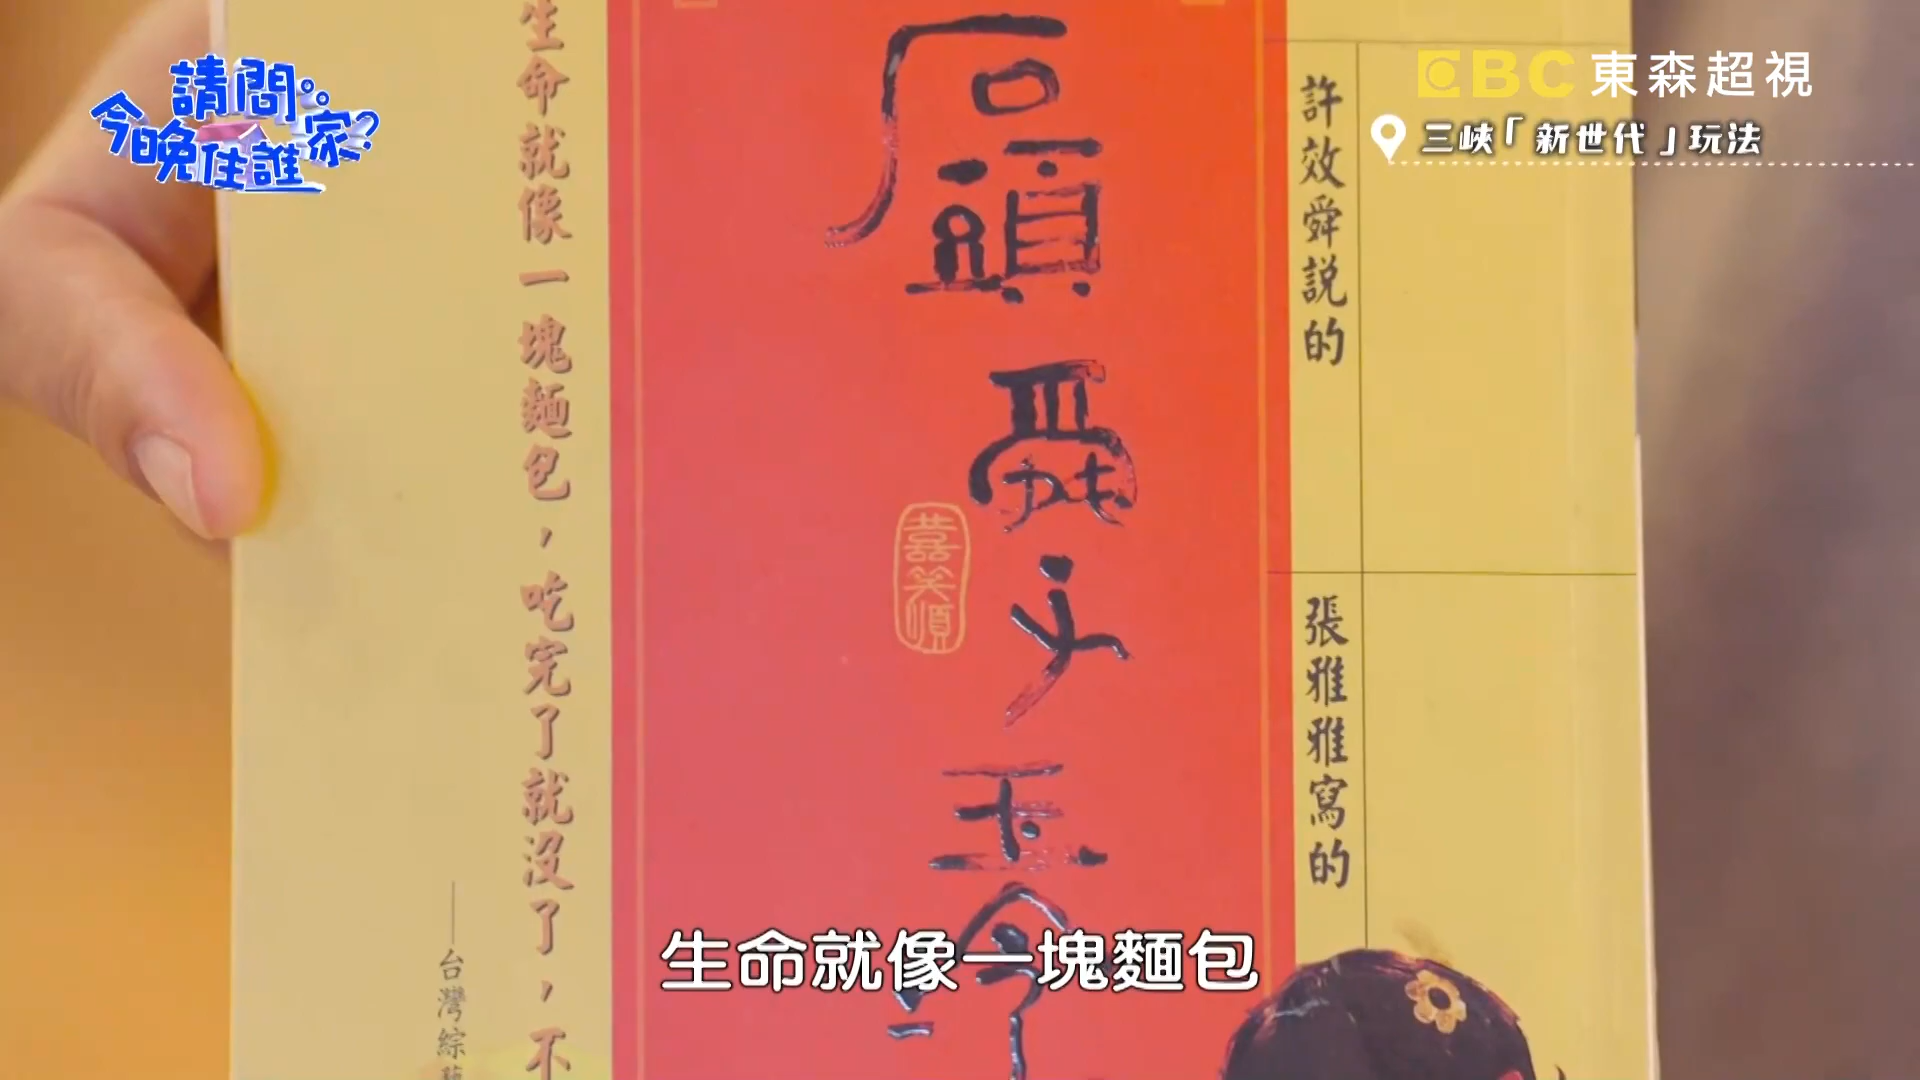 請問
今晚住誰家?
EBC 東森超視
三峽「新世代」玩法
許效舜説的
張雅雅寫的
生命就像一塊麵包，吃完了就沒了，不
——台灣綜藝
生命就像一塊麵包